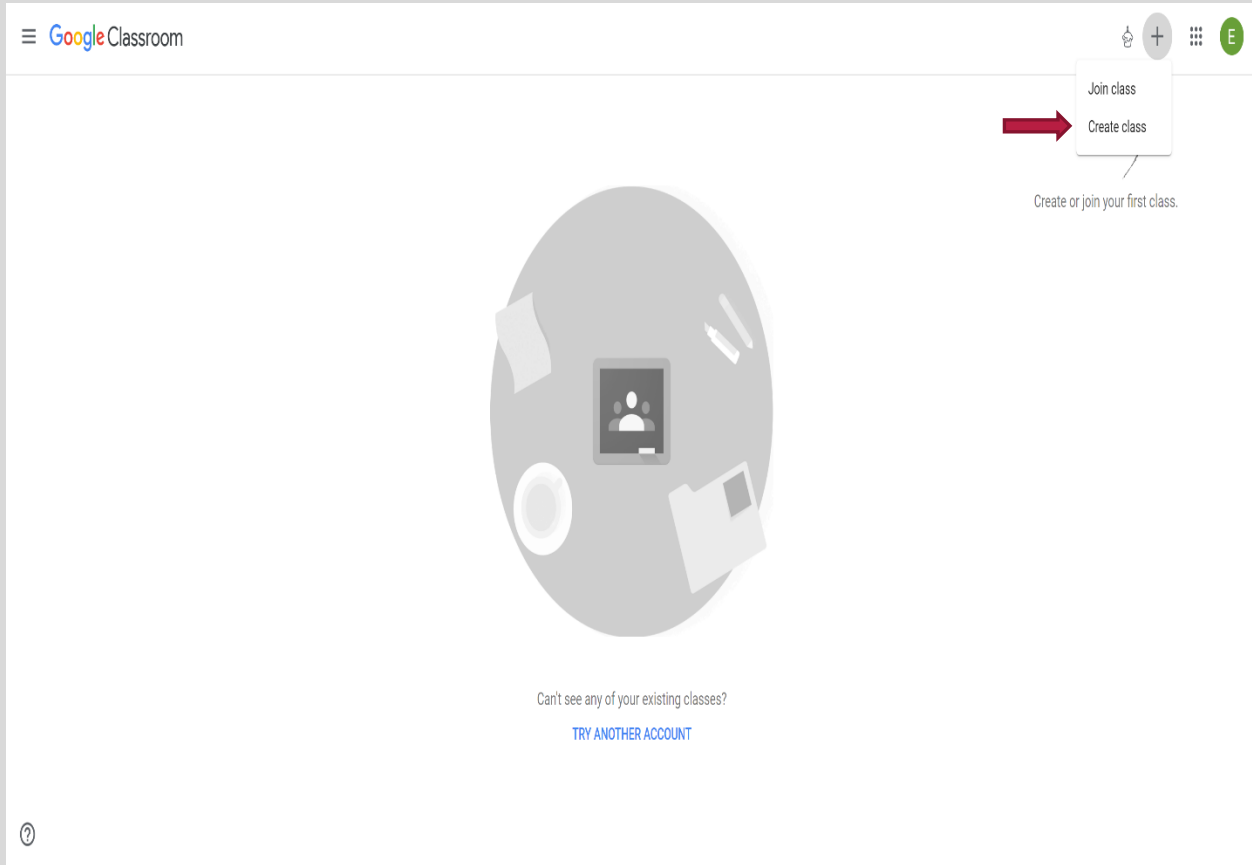 Google Classroom
E
Join class
Create class
Create or join your first class.
Can't see any of your existing classes?
TRY ANOTHER ACCOUNT
?